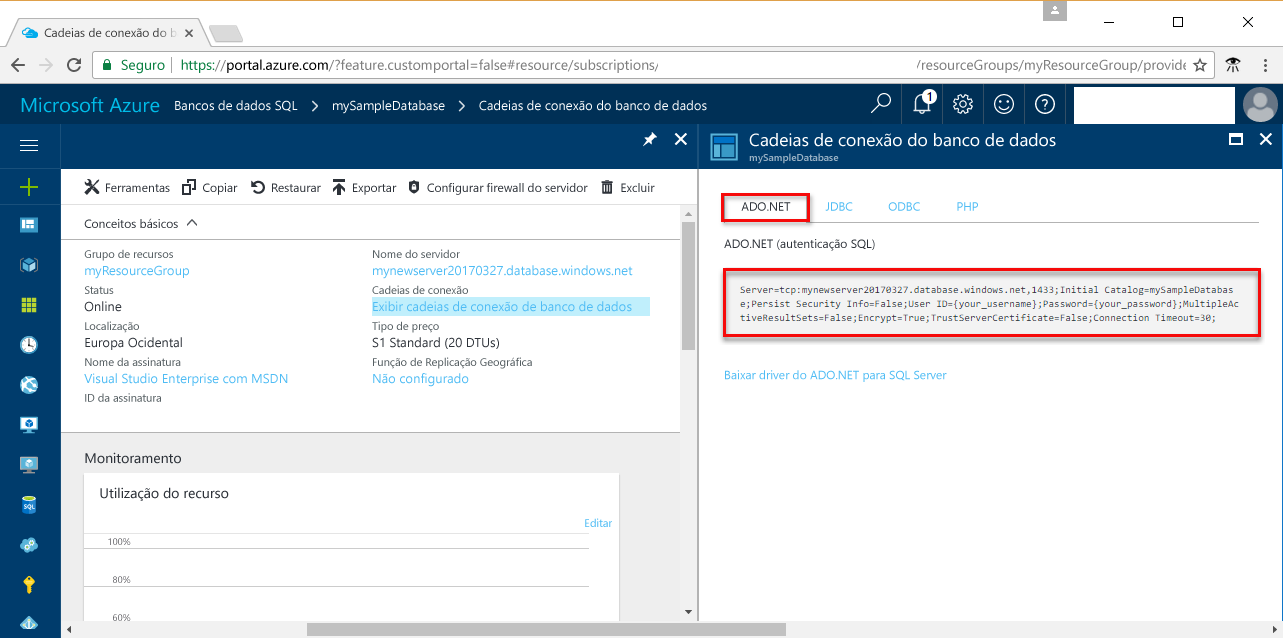 Cadeias de conexão do b
Seguro
https://portal.azure.com/?feature.customportal=false#resource/subscriptions/
/resourceGroups/myResourceGroup/provide
Microsoft Azure
Bancos de dados SQL > mySampleDatabase > Cadeias de conexão do banco de dados
1
Ferramentas Copiar Restaurar Exportar Configurar firewall do servidor Excluir
Conceitos básicos
Grupo de recursos
myResourceGroup
Status
Online
Localização
Europa Ocidental
Nome da assinatura
Visual Studio Enterprise com MSDN
ID da assinatura
Nome do servidor
mynewserver20170327.database.windows.net
Cadeias de conexão
Exibir cadeias de conexão de banco de dados
Tipo de preço
S1 Standard (20 DTUs)
Função de Replicação Geográfica
Não configurado
Monitoramento
Utilização do recurso
Editar
100%
80%
60%
SQL
Cadeias de conexão do banco de dados
mySampleDatabase
ADO.NET JDBC ODBC PHP
ADO.NET (autenticação SQL)
Server=tcp:mynewserver20170327.database.windows.net,1433;Initial Catalog=mySampleDatabas
e;Persist Security Info=False;User ID={your_username};Password={your_password};MultipleAc
tiveResultSets=False;Encrypt=True;TrustServerCertificate=False;Connection Timeout=30;
Baixar driver do ADO.NET para SQL Server